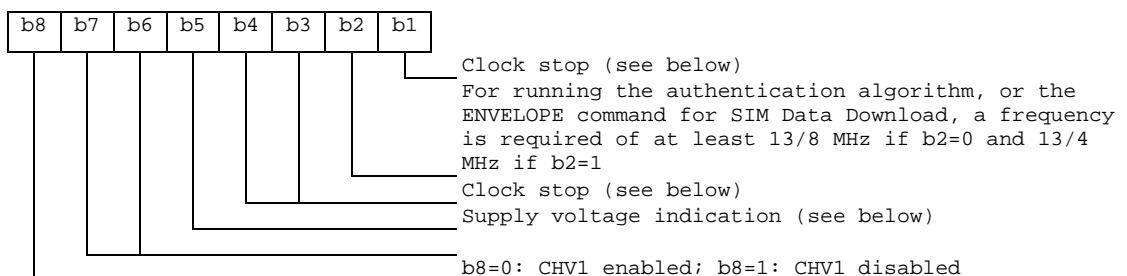 b8 b7 b6 b5 b4 b3 b2 b1
Clock stop (see below)
For running the authentication algorithm, or the
ENVELOPE command for SIM Data Download, a frequency
is required of at least 13/8 MHz if b2=0 and 13/4
MHz if b2=1
Clock stop (see below)
Supply voltage indication (see below)
b8=0: CHV1 enabled; b8=1: CHV1 disabled